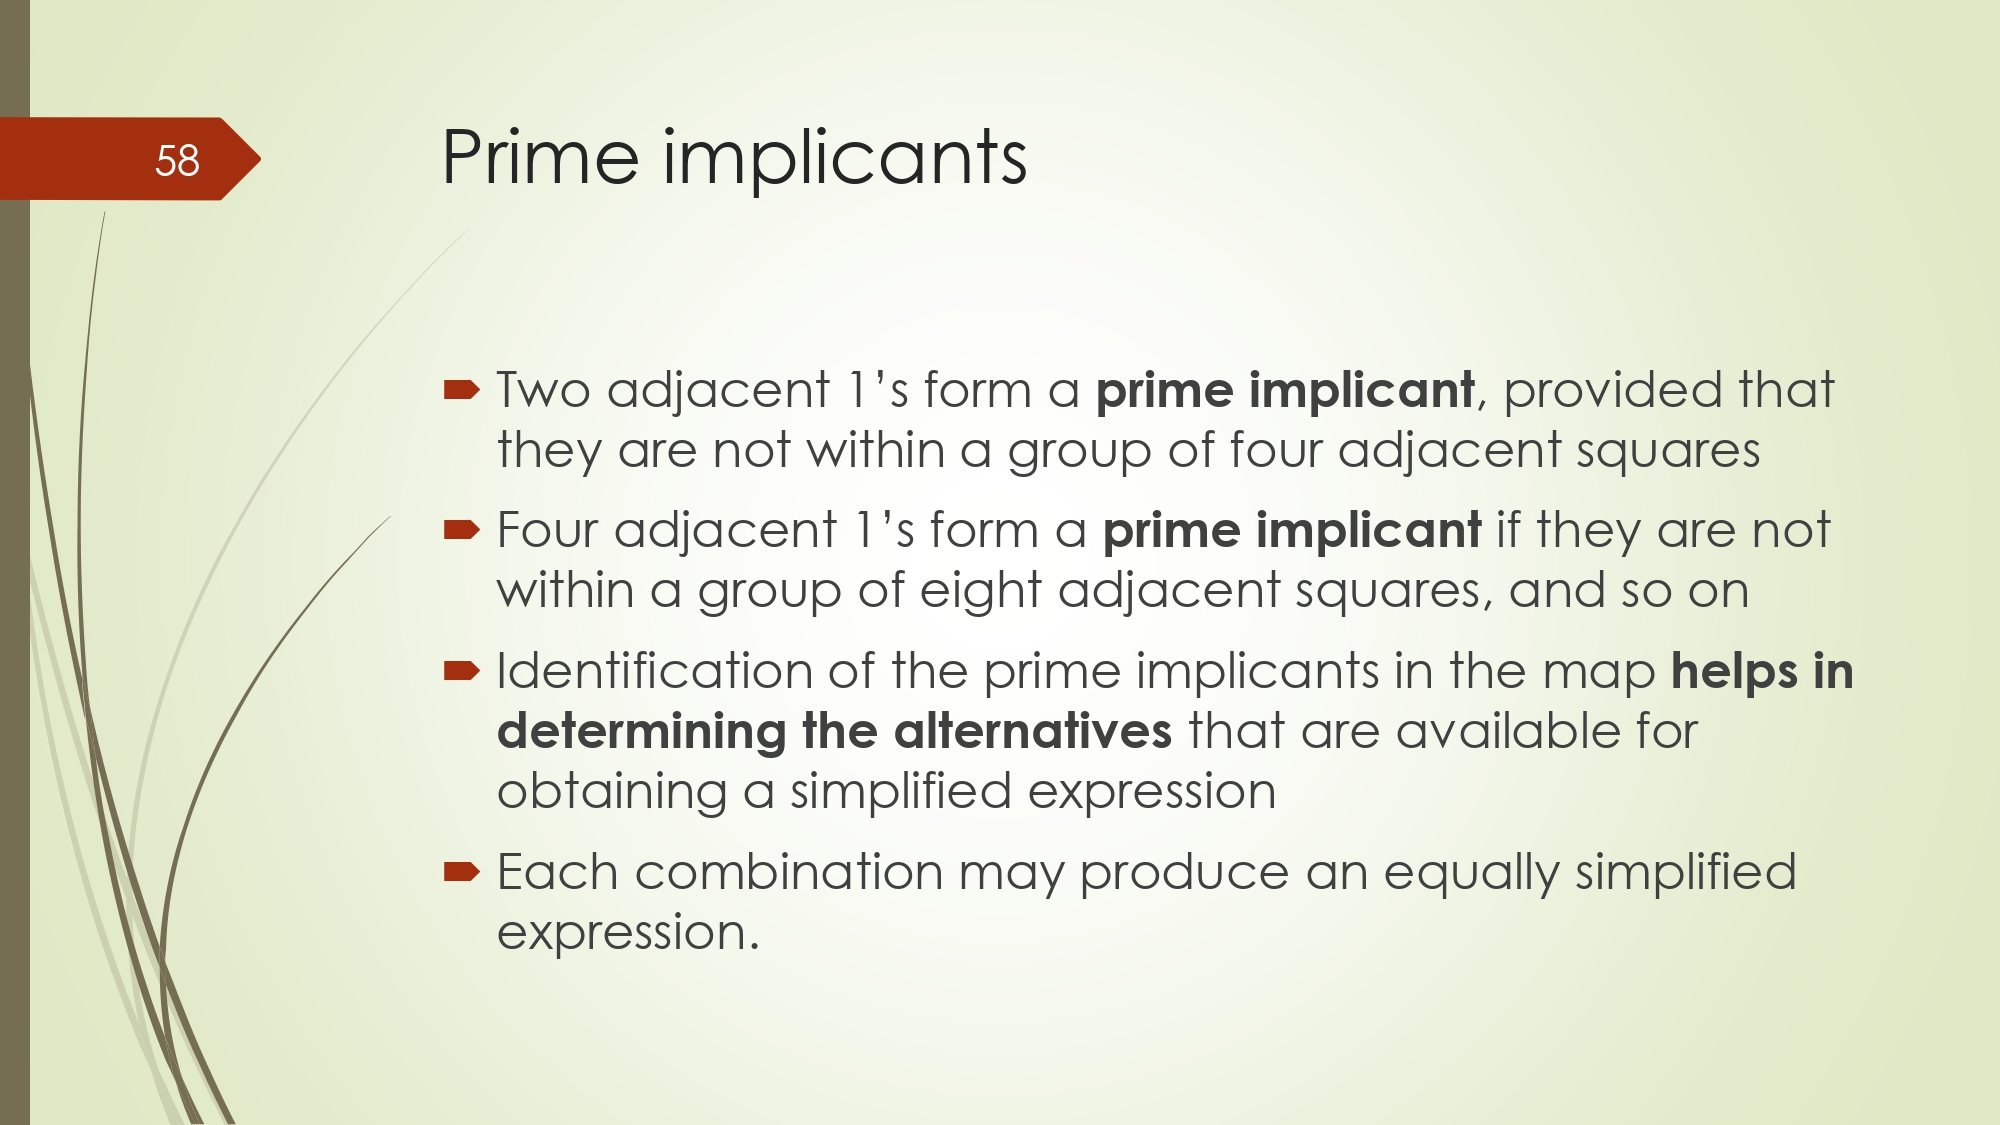 58
Prime implicants
Two adjacent 1’s form a prime implicant, provided that
they are not within a group of four adjacent squares
Four adjacent 1’s form a prime implicant if they are not
within a group of eight adjacent squares, and so on
Identification of the prime implicants in the map helps in
determining the alternatives that are available for
obtaining a simplified expression
Each combination may produce an equally simplified
expression.